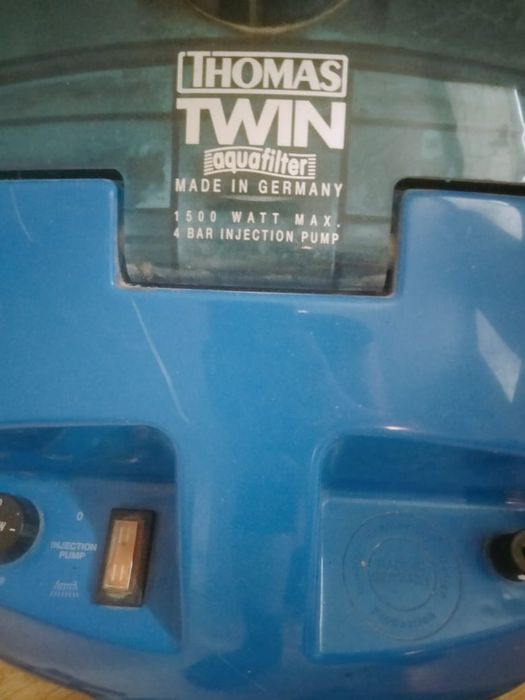 THOMAS
TWIN
aquafilter
MADE IN GERMANY
1500 WATT MAX.
4 BAR INJECTION PUMP
0
INJECTION
PUMP